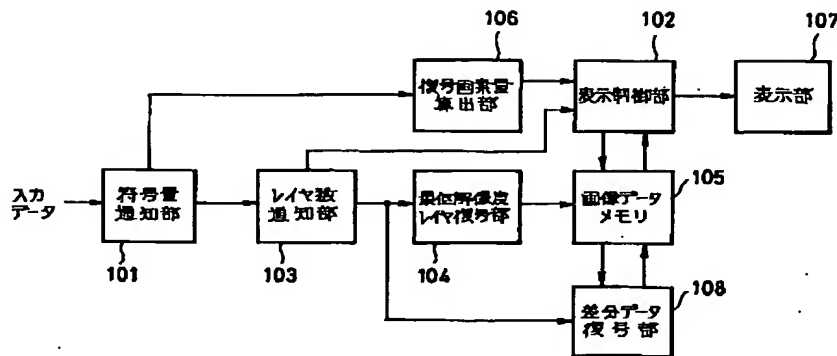 106
102
107
復号画素量
算出部
表示制御部
表示部
入力
データ
符号量
通知部
レイヤ数
通知部
最低解像度
レイヤ復号部
画像データ
メモリ
105
101
103
104
差分データ
復号部
108